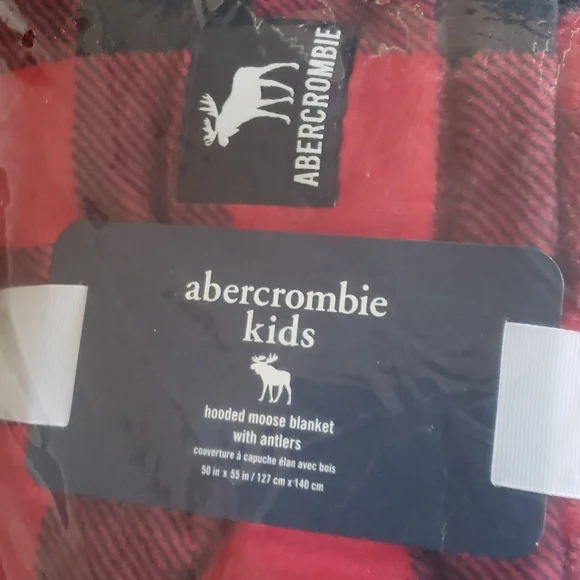 ABERCROMBIE
abercrombie
kids
hooded moose blanket
with antlers
couverture à capuche élan avec bois
50 in x 55 in / 127 cm x 140 cm